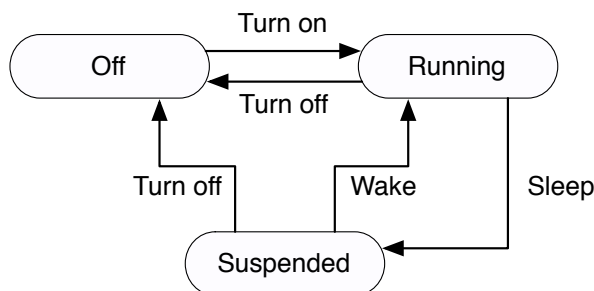 Turn on
Off
Running
Turn off
Turn off
Wake
Sleep
Suspended